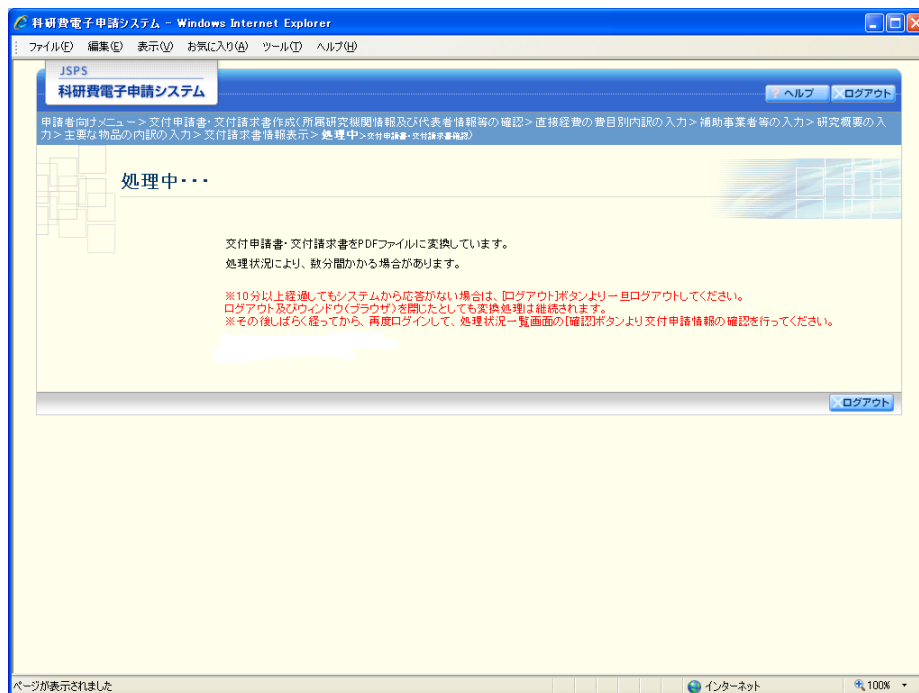 科研費電子申請システム - Windows Internet Explorer
ファイル(F) 編集(E) 表示(V) お気に入り(A) ツール(T) ヘルプ(H)
JSPS
科研費電子申請システム
ヘルプ ログアウト
申請者向けメニュー>交付申請書・交付請求書作成(所属研究機関情報及び代表者情報等の確認>直接経費の費目別内訳の入力>補助事業者等の入力>研究概要の入
力>主要な物品の内訳の入力>交付請求書情報表示>処理中>交付申請書・交付請求書確認)
処理中・・・
交付申請書・交付請求書をPDFファイルに変換しています。
処理状況により、数分間かかる場合があります。
※10分以上経過してもシステムから応答がない場合は、[ログアウト]ボタンより一旦ログアウトしてください。
ログアウト及びウィンドウ(ブラウザ)を閉じたとしても変換処理は継続されます。
※その後しばらく経ってから、再度ログインして、処理状況一覧画面の[確認]ボタンより交付申請情報の確認を行ってください。
ログアウト
ページが表示されました インターネット 100%